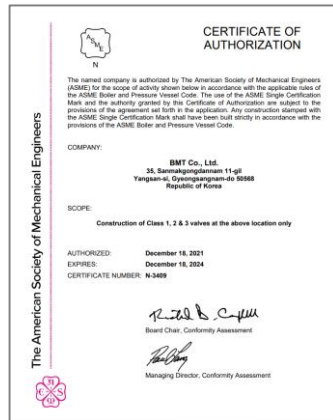 CERTIFICATE OF
AUTHORIZATION
ASME
N
The named company is authorized by The American Society of Mechanical Engineers
(ASME) for the scope of activity shown below in accordance with the applicable rules of
the ASME Boiler and Pressure Vessel Code. The use of the ASME Single Certification
Mark and the authority granted by this Certificate of Authorization are subject to the
provisions of the agreement set forth in the application. Any construction stamped with
the ASME Single Certification Mark shall have been built strictly in accordance with the
provisions of the ASME Boiler and Pressure Vessel Code.
COMPANY:
BMT Co., Ltd.
35, Sanmakgongdannam 11-gil
Yangsan-si, Gyeongsangnam-do 50568
Republic of Korea
SCOPE:
Construction of Class 1, 2 & 3 valves at the above location only
AUTHORIZED: December 18, 2021
EXPIRES: December 18, 2024
CERTIFICATE NUMBER: N-3409
Board Chair, Conformity Assessment
Managing Director, Conformity Assessment
The American Society of Mechanical Engineers